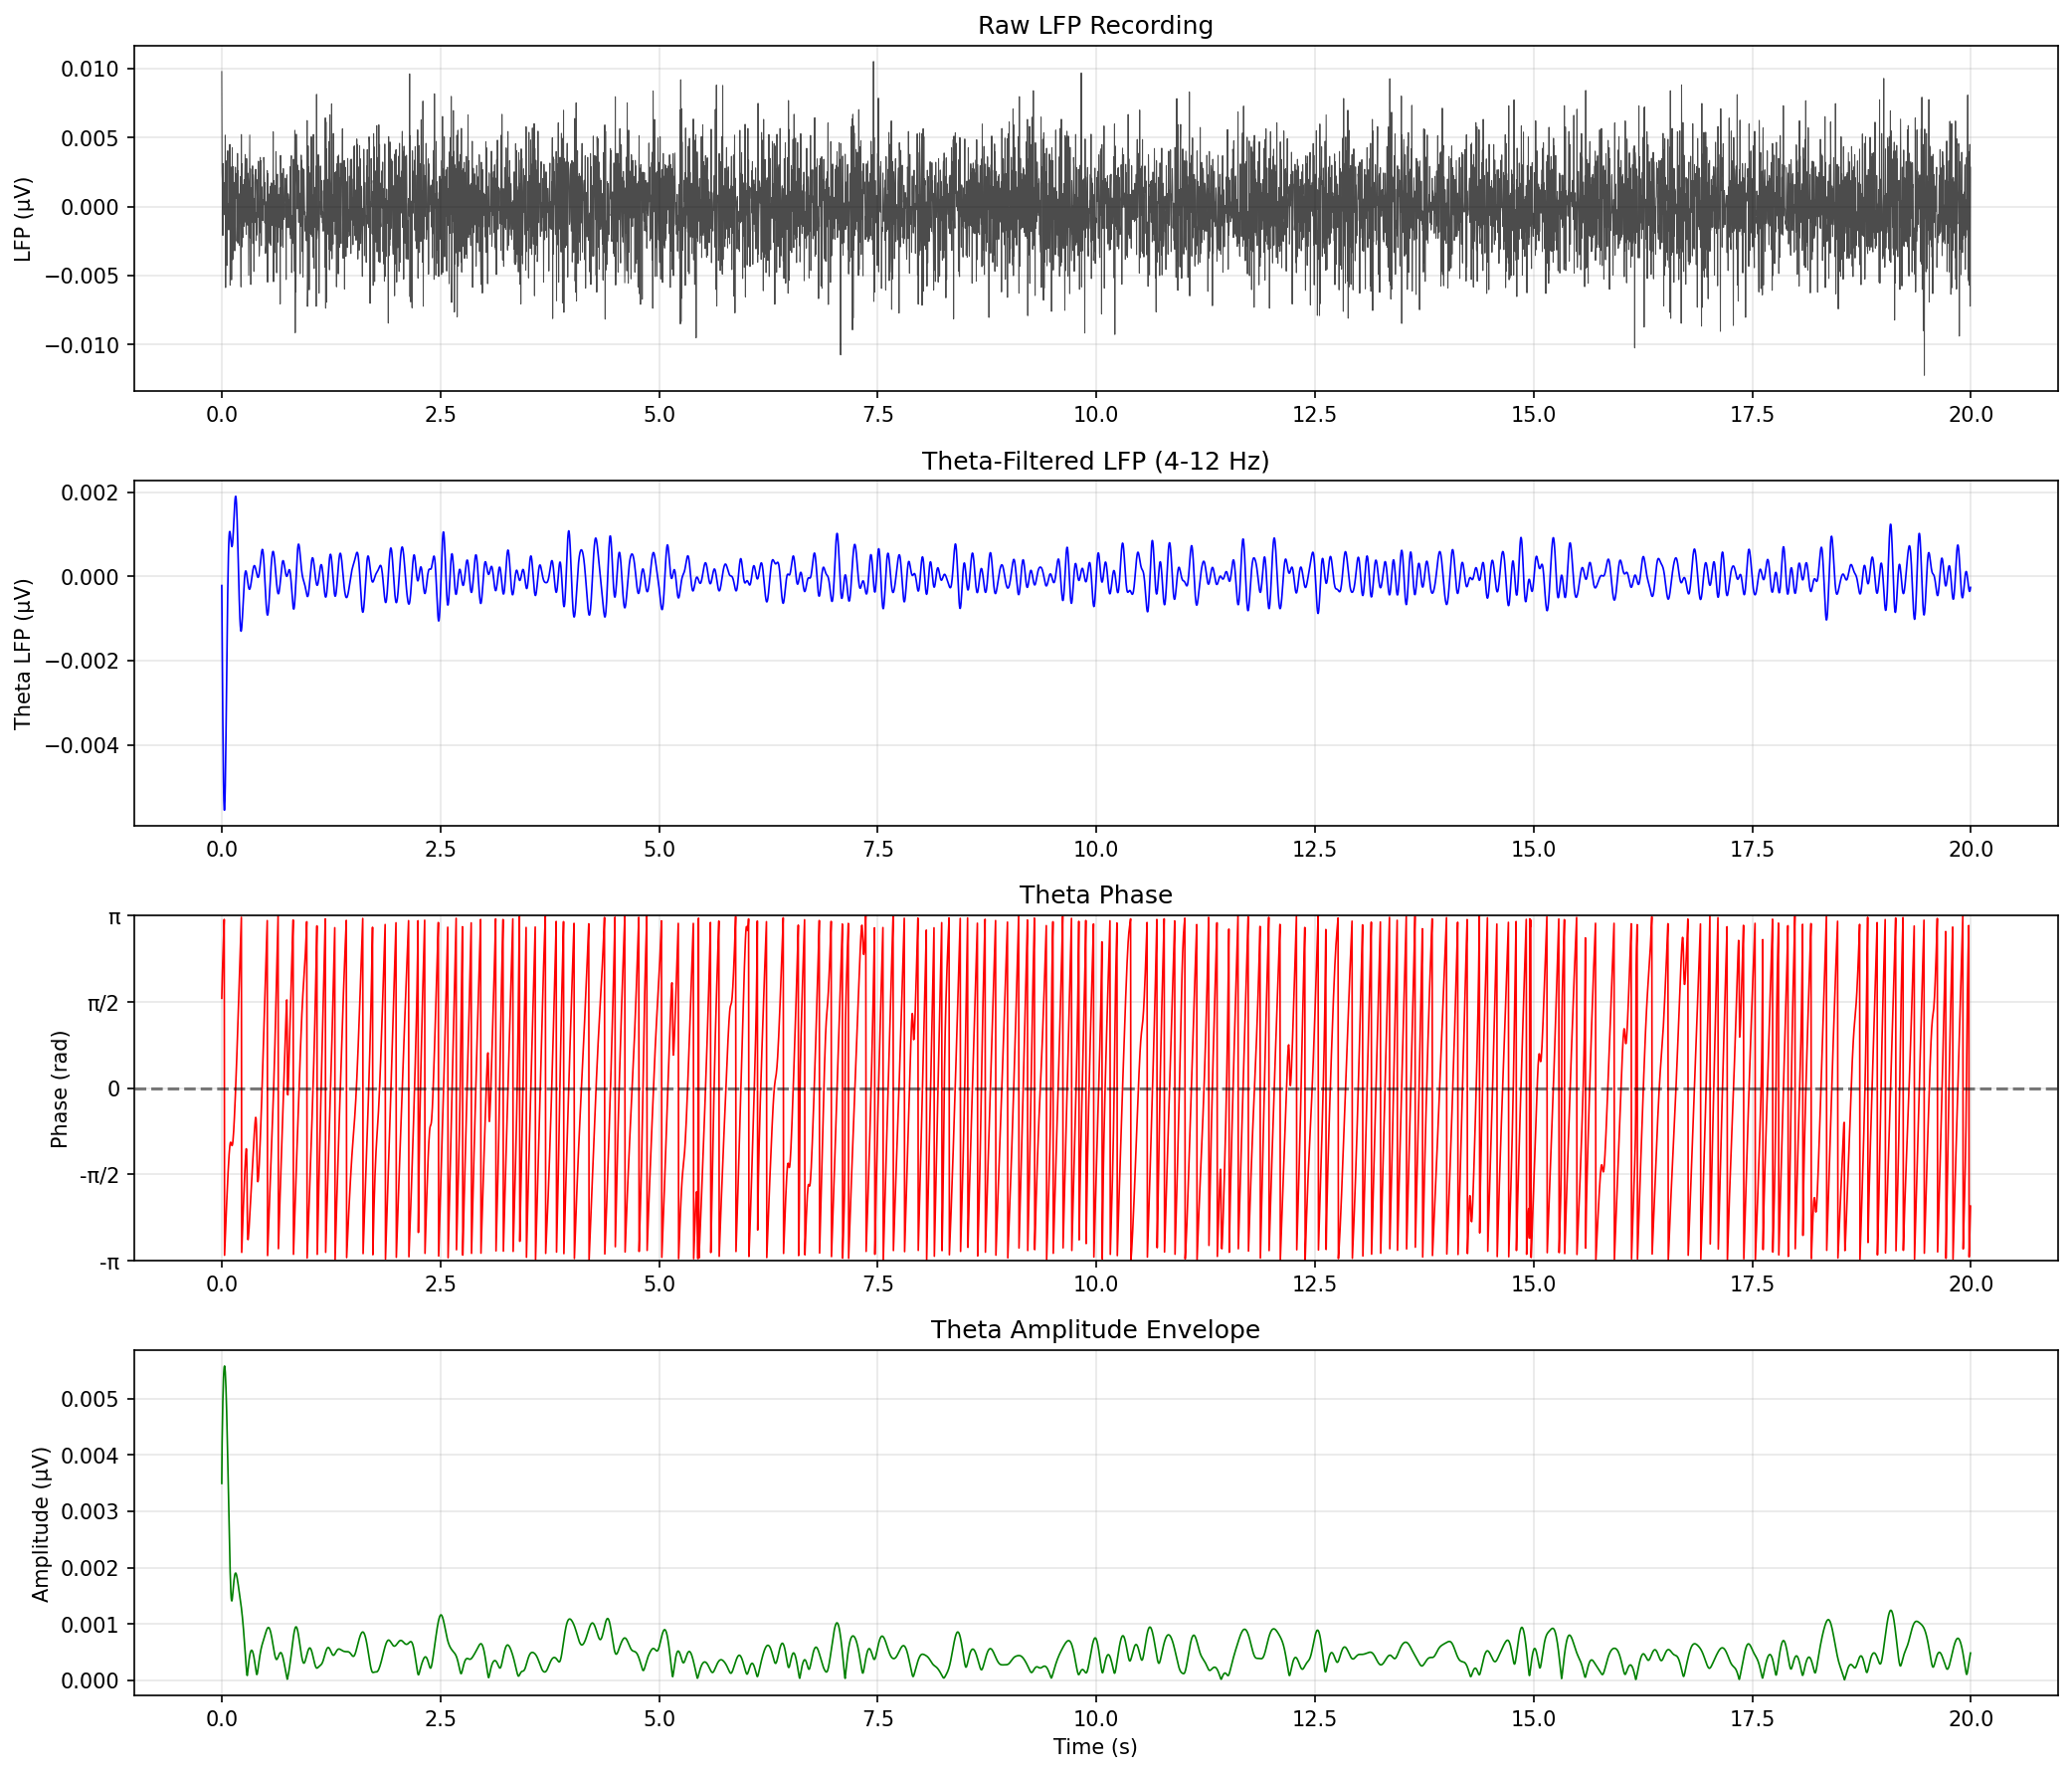 Raw LFP Recording
LFP (μV)
0.010
0.005
0.000
−0.005
−0.010
0.0 2.5 5.0 7.5 10.0 12.5 15.0 17.5 20.0
Theta-Filtered LFP (4-12 Hz)
Theta LFP (μV)
0.002
0.000
−0.002
−0.004
0.0 2.5 5.0 7.5 10.0 12.5 15.0 17.5 20.0
Theta Phase
Phase (rad)
π
π/2
0
-π/2
-π
0.0 2.5 5.0 7.5 10.0 12.5 15.0 17.5 20.0
Theta Amplitude Envelope
Amplitude (μV)
0.005
0.004
0.003
0.002
0.001
0.000
0.0 2.5 5.0 7.5 10.0 12.5 15.0 17.5 20.0
Time (s)